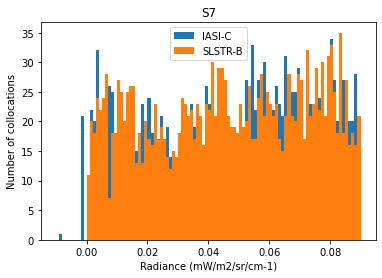 S7
IASI-C
SLSTR-B
Number of collocations
35
30
25
20
15
10
5
0
0.00 0.02 0.04 0.06 0.08
Radiance (mW/m2/sr/cm-1)